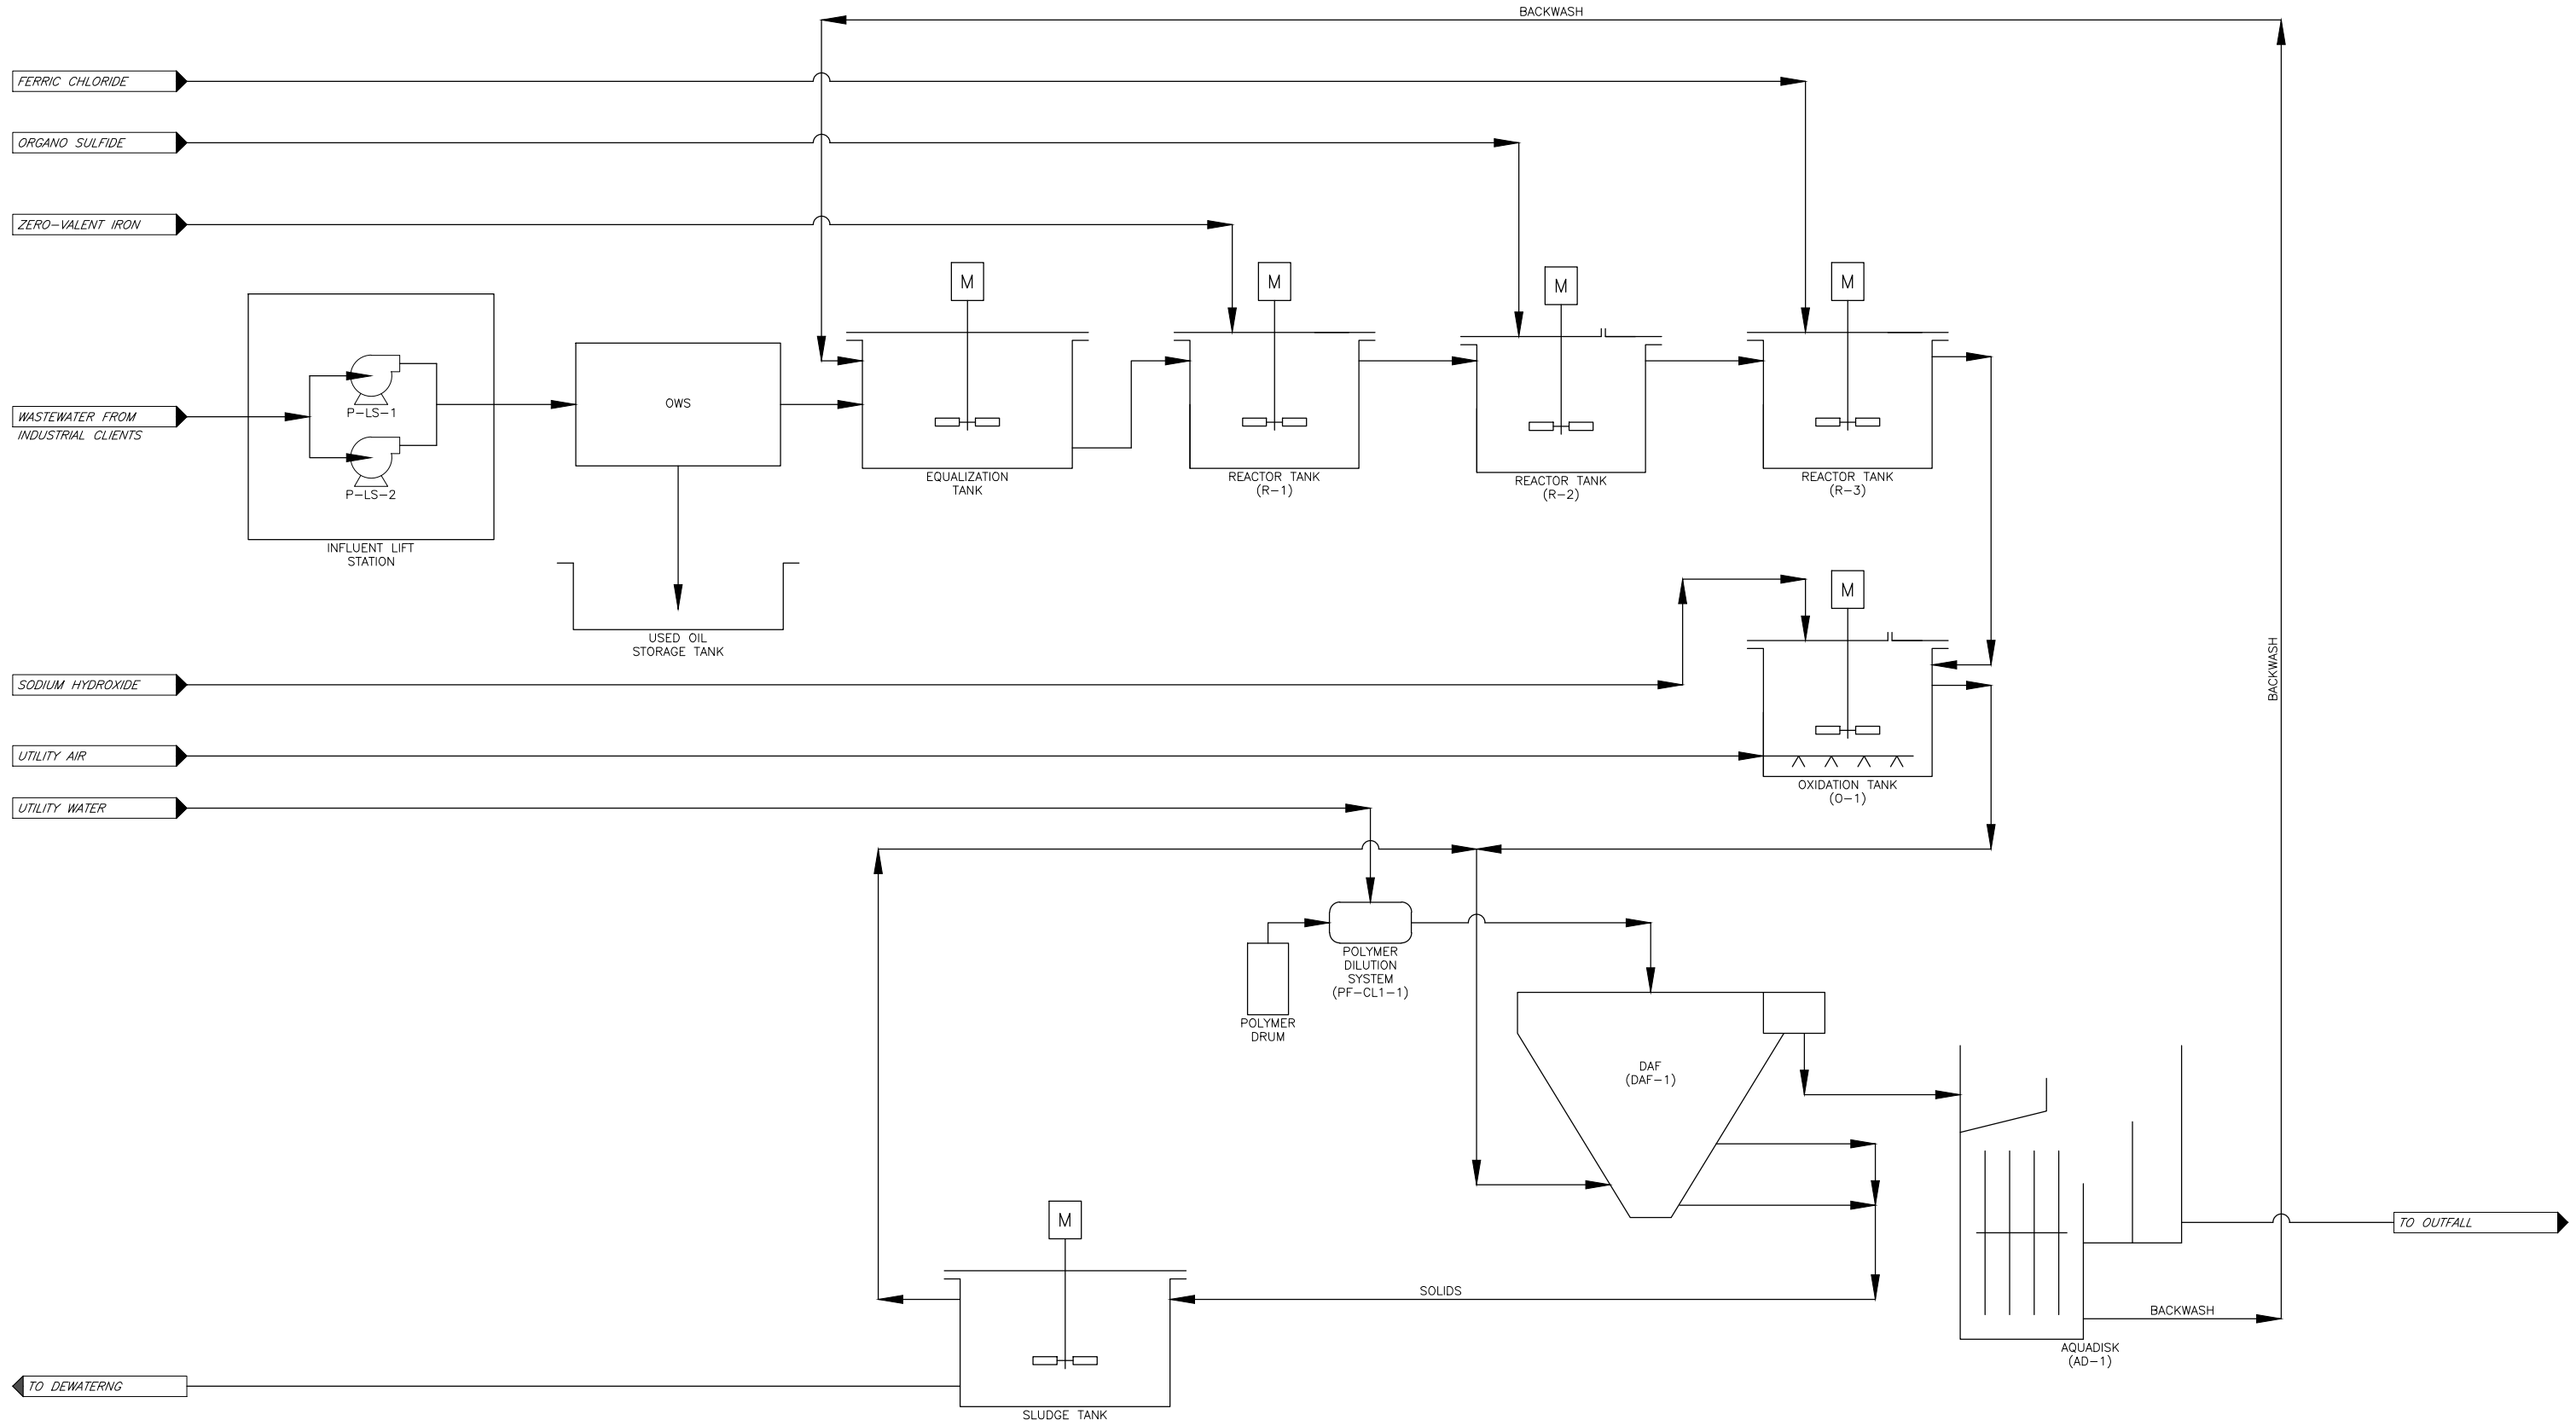 BACKWASH
FERRIC CHLORIDE
ORGANO SULFIDE
ZERO-VALENT IRON
M
M
M
M
P-LS-1
OWS
WASTEWATER FROM
INDUSTRIAL CLIENTS
P-LS-2
INFLUENT LIFT
STATION
EQUALIZATION
TANK
REACTOR TANK
(R-1)
REACTOR TANK
(R-2)
REACTOR TANK
(R-3)
USED OIL
STORAGE TANK
M
BACKWASH
SODIUM HYDROXIDE
UTILITY AIR
OXIDATION TANK
(O-1)
UTILITY WATER
POLYMER
DILUTION
SYSTEM
(PF-CL1-1)
POLYMER
DRUM
DAF
(DAF-1)
M
TO OUTFALL
SOLIDS
BACKWASH
AQUADISK
(AD-1)
TO DEWATERNG
SLUDGE TANK